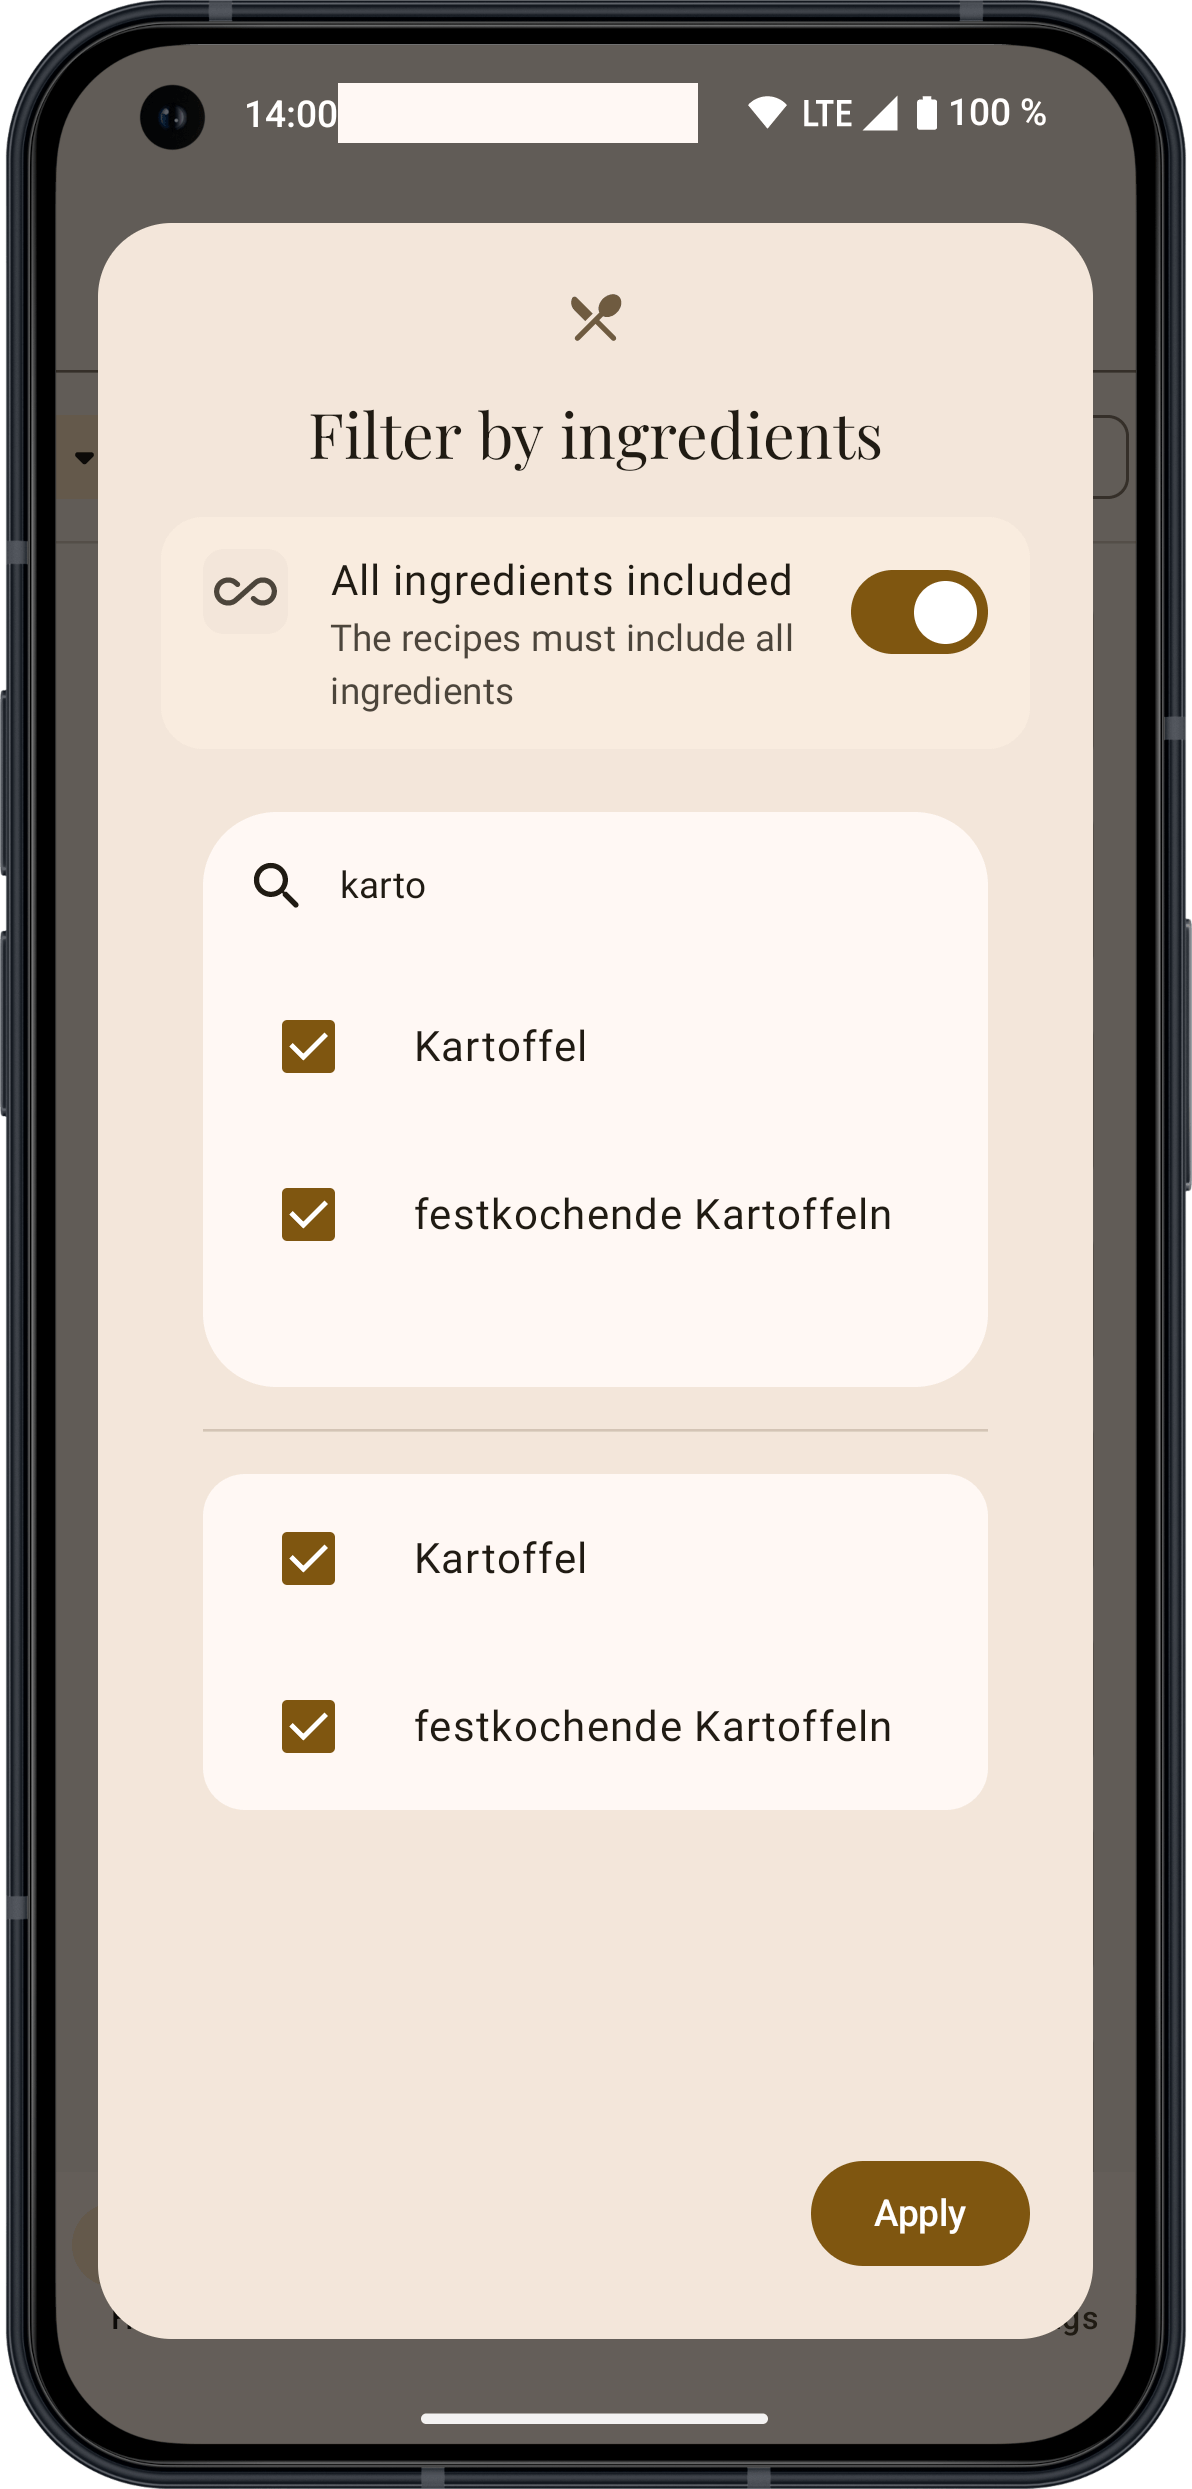 14:00 LTE 100 %
Filter by ingredients
All ingredients included
The recipes must include all
ingredients
karto
Kartoffel
festkochende Kartoffeln
Kartoffel
festkochende Kartoffeln
Apply
gs